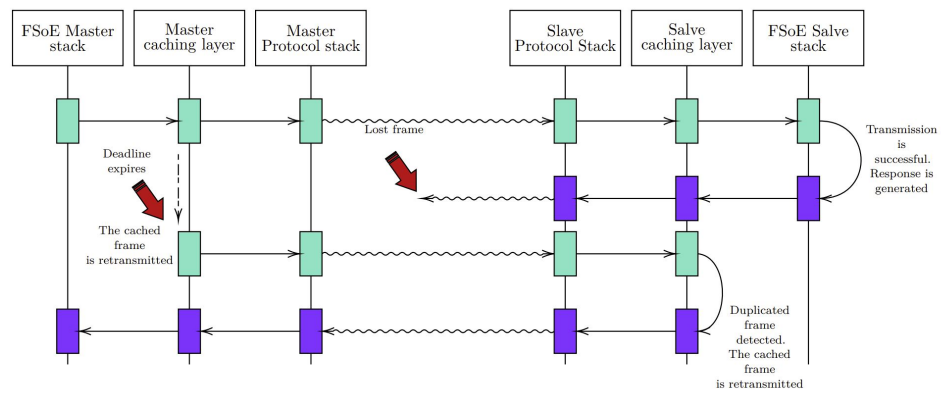 FSoE Master
stack
Master
caching layer
Master
Protocol stack
Slave
Protocol Stack
Salve
caching layer
FSoE Salve
stack
Lost frame
Transmission
is
successful.
Response is
generated
Deadline
expires
The cached
frame
is retransmitted
Duplicated
frame
detected.
The cached
frame
is retransmitted